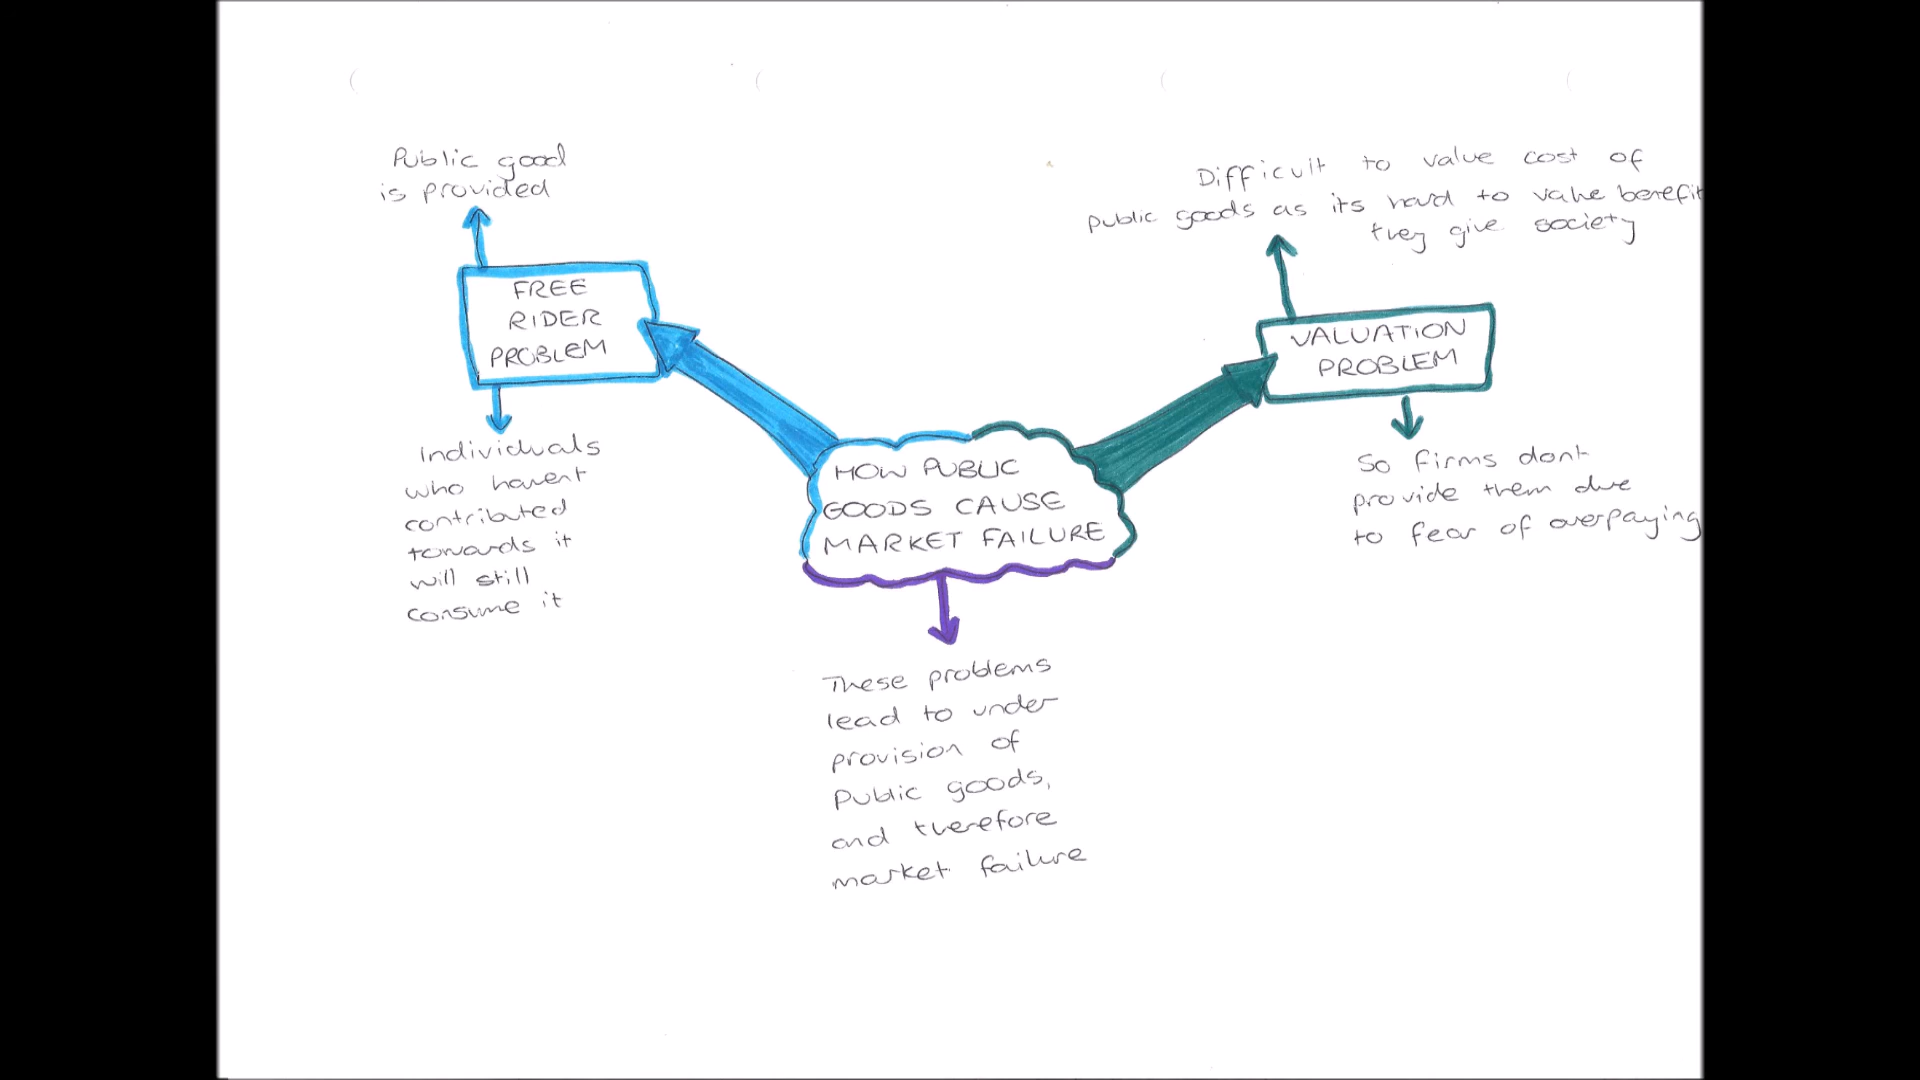 Public good
is provided
FREE
RIDER
PROBLEM
individuals
who havent
contributed
towards it
will still
consume it
HOW PUBLIC
GOODS CAUSE
MARKET FAILURE
These problems
lead to under
provision of
Public goods,
and therefore
market failure
Difficult to value cost of
public goods as its hard to value benefit
they give society
VALUATION
PROBLEM
So firms dont
provide them due
to fear of overpaying